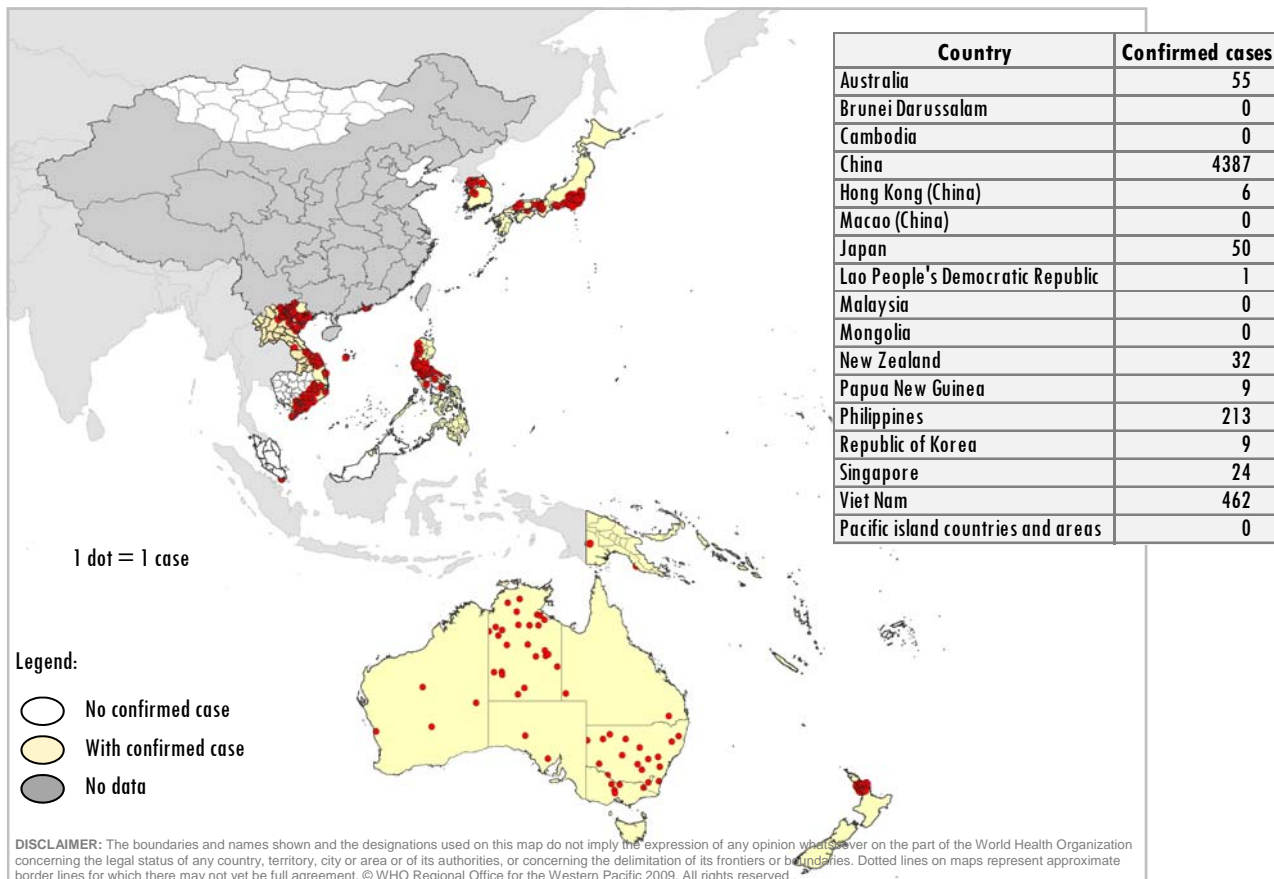 Country Confirmed cases
Australia 55
Brunei Darussalam 0
Cambodia 0
China 4387
Hong Kong (China) 6
Macao (China) 0
Japan 50
Lao People's Democratic Republic 1
Malaysia 0
Mongolia 0
New Zealand 32
Papua New Guinea 9
Philippines 213
Republic of Korea 9
Singapore 24
Viet Nam 462
Pacific island countries and areas 0
1 dot = 1 case
Legend:
No confirmed case
With confirmed case
No data
DISCLAIMER: The boundaries and names shown and the designations used on this map do not imply the expression of any opinion whatsoever on the part of the World Health Organization
concerning the legal status of any country, territory, city or area or of its authorities, or concerning the delimitation of its frontiers or boundaries. Dotted lines on maps represent approximate
border lines for which there may not yet be full agreement. © WHO Regional Office for the Western Pacific 2009. All rights reserved